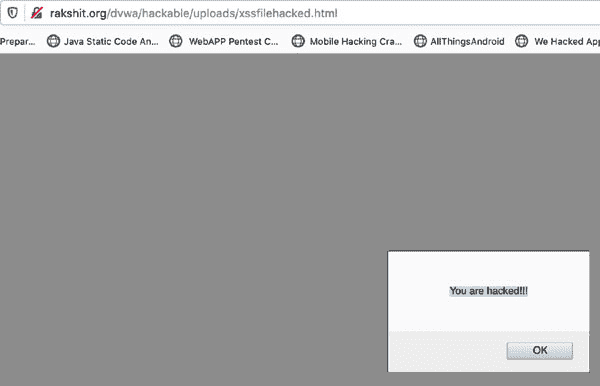 rakshit.org/dvwa/hackable/uploads/xssfilehacked.html
Prepar... Java Static Code An... WebAPP Pentest C... Mobile Hacking Cra... AllThingsAndroid We Hacked App
You are hacked!!!
OK